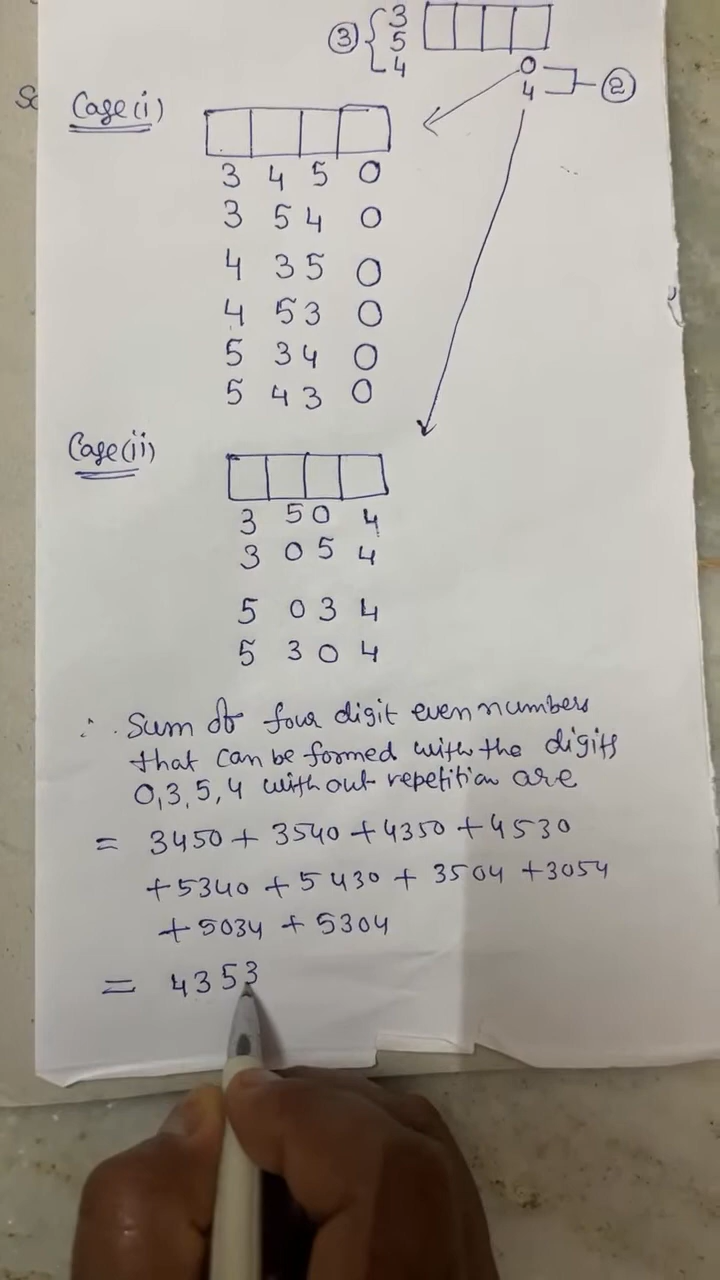 3
③ 5
4
0
4 ②
Case(i)
3 4 5 0
3 5 4 0
4 3 5 0
4 5 3 0
5 3 4 0
5 4 3 0
Case(ii)
3 5 0 4
3 0 5 4
5 0 3 4
5 3 0 4
∴ Sum of four digit even numbers
that can be formed with the digits
0,3,5,4 with out repetition are
= 3450 + 3540 + 4350 + 4530
+ 5340 + 5430 + 3504 + 3054
+ 5034 + 5304
= 4353